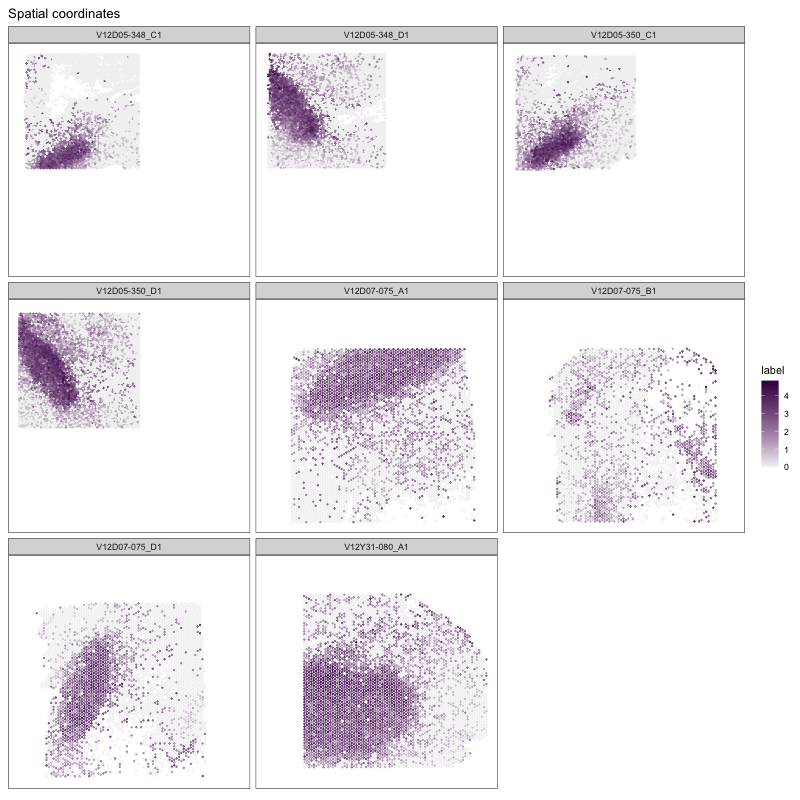 Spatial coordinates
V12D05-348_C1
V12D05-348_D1
V12D05-350_C1
V12D05-350_D1
V12D07-075_A1
V12D07-075_B1
label
4
3
2
1
0
V12D07-075_D1
V12Y31-080_A1